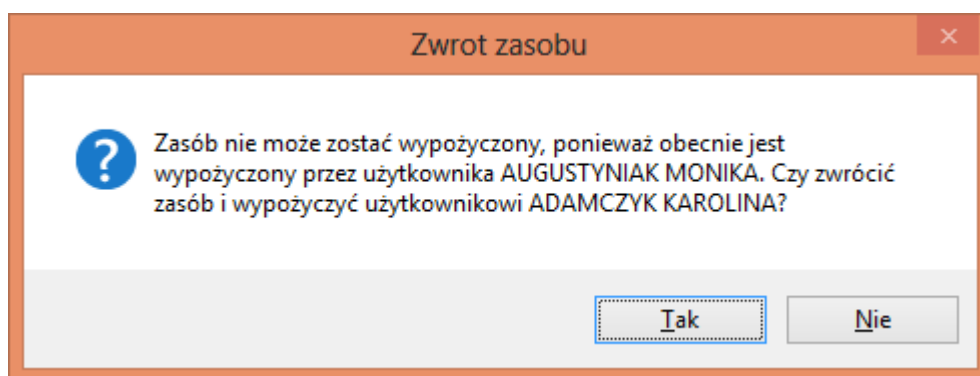 Zwrot zasobu
Zasób nie może zostać wypożyczony, ponieważ obecnie jest
wypożyczony przez użytkownika AUGUSTYNIAK MONIKA. Czy zwrócić
zasób i wypożyczyć użytkownikowi ADAMCZYK KAROLINA?
Tak Nie